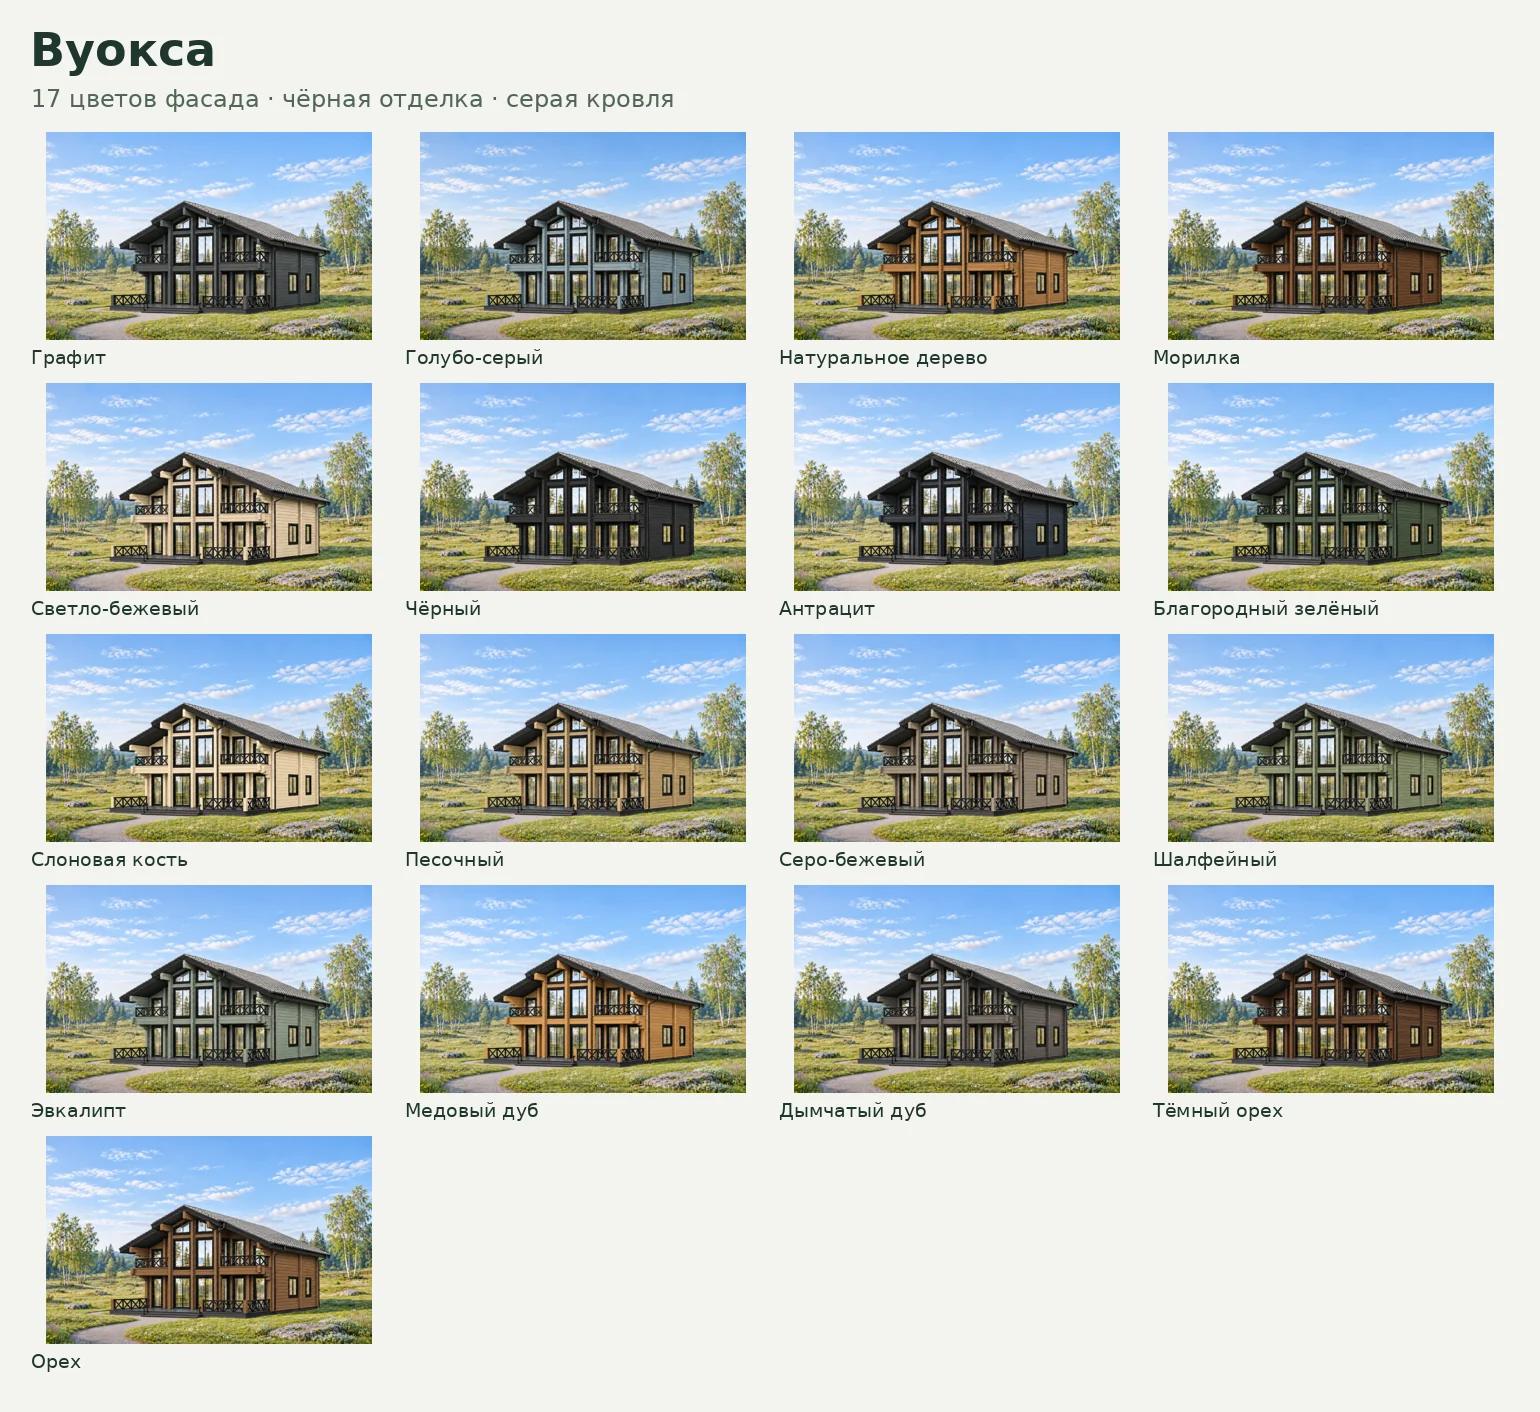 Вуокса
17 цветов фасада · чёрная отделка · серая кровля
Графит
Голубо-серый
Натуральное дерево
Морилка
Светло-бежевый
Чёрный
Антрацит
Благородный зелёный
Слоновая кость
Песочный
Серо-бежевый
Шалфейный
Эвкалипт
Медовый дуб
Дымчатый дуб
Тёмный орех
Орех